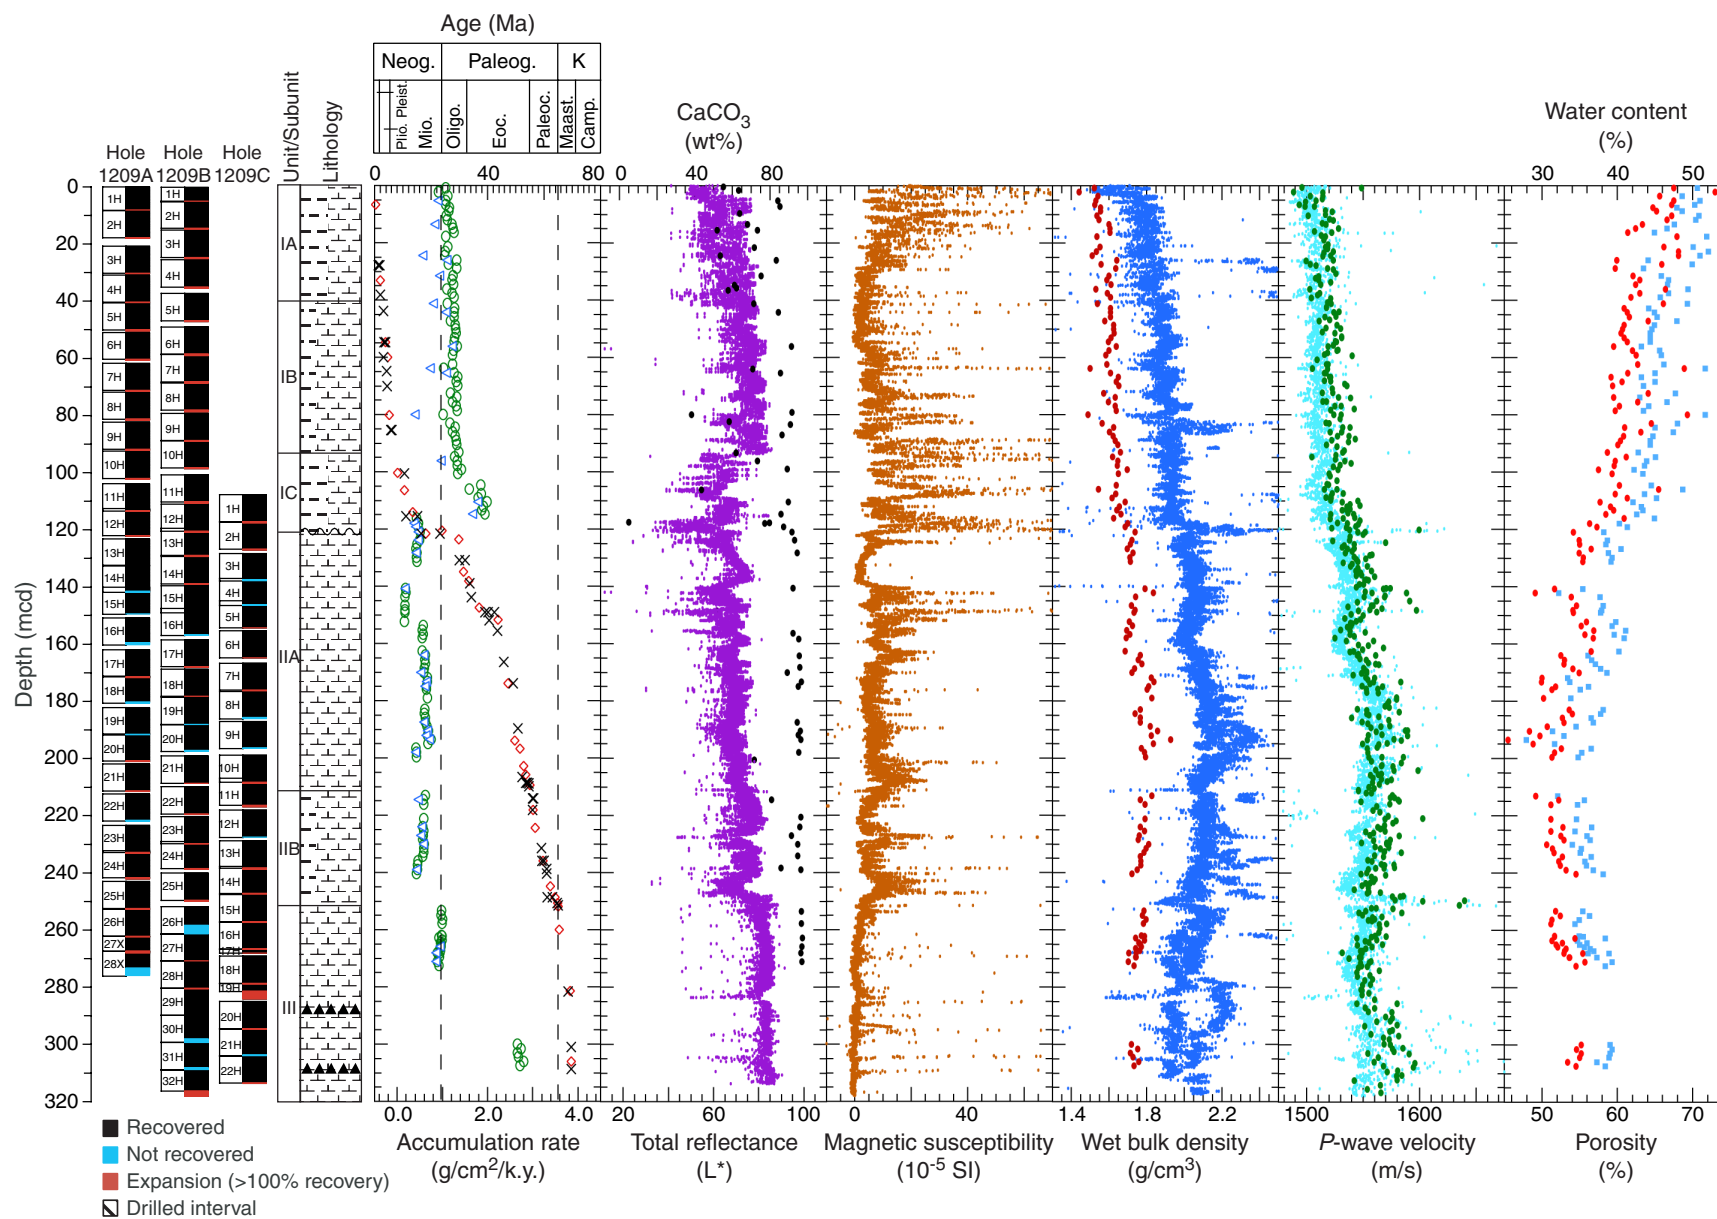 Age (Ma)
Neog. Paleog. K
Plio. Pleist. Mio. Oligo. Eoc. Paleoc. Maast. Camp.
Unit/Subunit
Lithology
CaCO3
(wt%)
Water content
(%)
Hole
1209A
Hole
1209B
Hole
1209C
0 40 80
0 40 80
30 40 50
Depth (mcd)
0
20
40
60
80
100
120
140
160
180
200
220
240
260
280
300
320
1H
2H
3H
4H
5H
6H
7H
8H
9H
10H
11H
12H
13H
14H
15H
16H
17H
18H
19H
20H
21H
22H
23H
24H
25H
26H
27X
28X
1H
2H
3H
4H
5H
6H
7H
8H
9H
10H
11H
12H
13H
14H
15H
16H
17H
18H
19H
20H
21H
22H
23H
24H
25H
26H
27H
28H
29H
30H
31H
32H
1H
2H
3H
4H
5H
6H
7H
8H
9H
10H
11H
12H
13H
14H
15H
16H
17H
18H
19H
20H
21H
22H
IA
IB
IC
IIA
IIB
III
0.0 2.0 4.0
Accumulation rate
(g/cm2/k.y.)
20 60 100
Total reflectance
(L*)
0 40
Magnetic susceptibility
(10-5 SI)
1.4 1.8 2.2
Wet bulk density
(g/cm3)
1500 1600
P-wave velocity
(m/s)
50 60 70
Porosity
(%)
Recovered
Not recovered
Expansion (>100% recovery)
Drilled interval